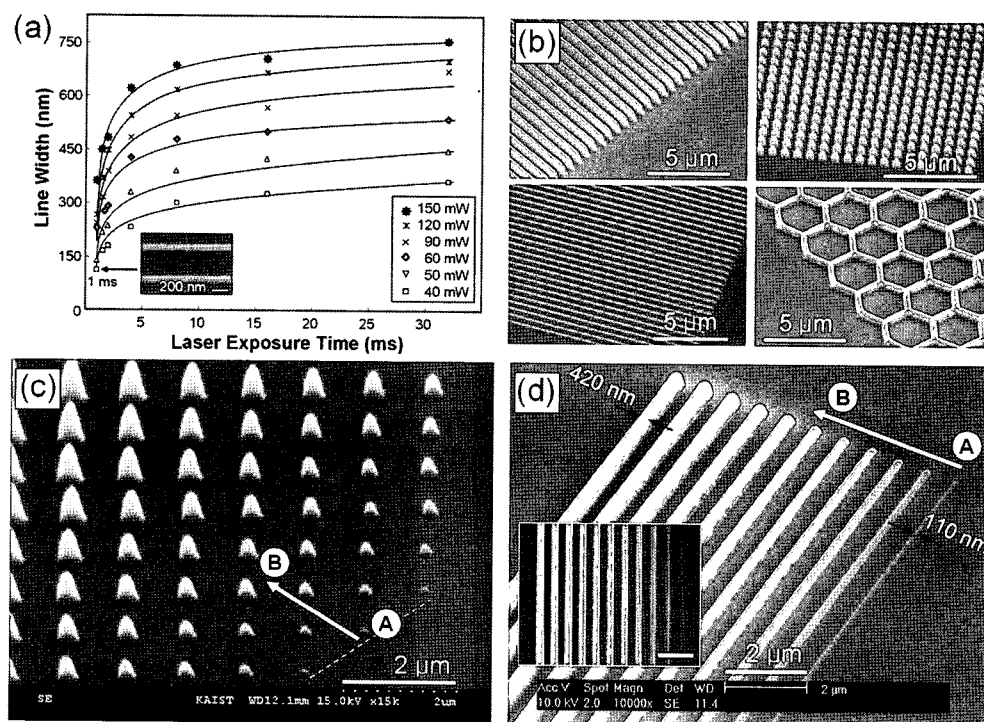 (a)
750
600
450
300
150
0
Line Width (nm)
1 ms
200 nm
150 mW
120 mW
90 mW
60 mW
50 mW
40 mW
5
10
15
20
25
30
Laser Exposure Time (ms)
(b)
5 µm
5 µm
5 µm
5 µm
(c)
B
A
2 µm
SE KAIST WD12.1mm 15.0kV x15k 2um
(d)
420 nm
B
A
110 nm
2 µm
Acc V Spot Magn Det WD
10.0 kV 2.0 10000x SE 11.4 2 µm